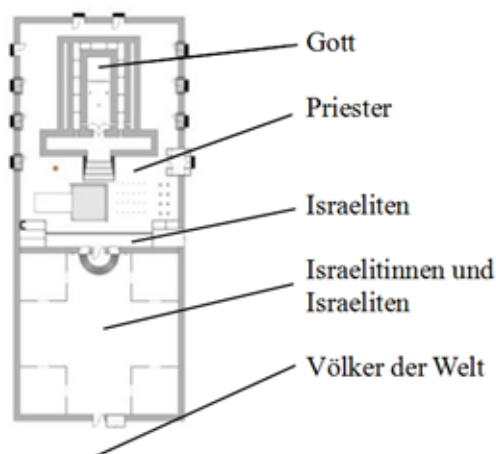 Gott
Priester
Israeliten
Israelitinnen und
Israeliten
Völker der Welt